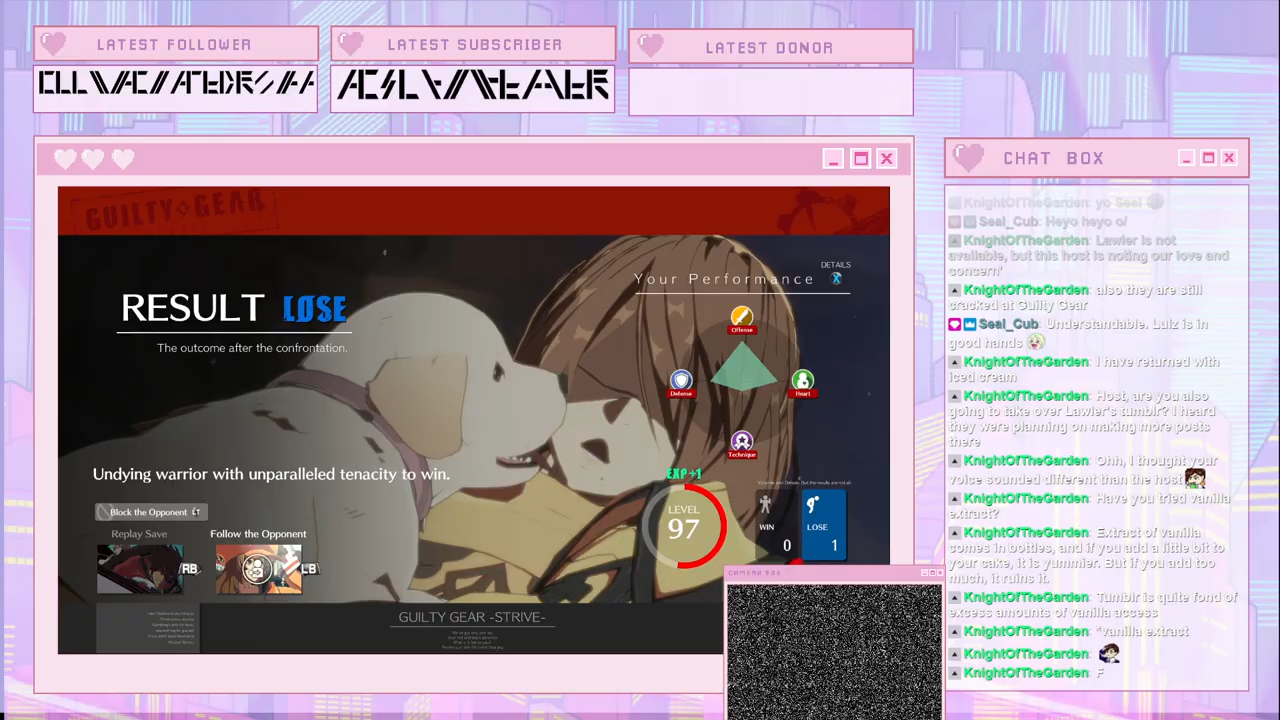 LATEST FOLLOWER
LATEST SUBSCRIBER
LATEST DONOR
GUILTY GEAR
DETAILS
Your Performance
X
RESULT LOSE
The outcome after the confrontation.
Offense
Defense
Heart
Technique
Undying warrior with unparalleled tenacity to win.
Block the Opponent
Replay Save
Follow the Opponent
RB
LB
EXP +1
LEVEL
97
WIN
0
LOSE
1
GUILTY GEAR -STRIVE-
CHAT BOX
KnightOfTheGarden: yo Seal
Seal_Cub: Heyo heyo o/
KnightOfTheGarden: Lawler is not
available, but this host is noting our love and
concern'
KnightOfTheGarden: also they are still
cracked at Guilty Gear
Seal_Cub: Understandable. Law is in
good hands
KnightOfTheGarden: I have returned with
iced cream
KnightOfTheGarden: Host, are you also
going to take over Lawler's tumblr? I heard
they were planning on making more posts
there
KnightOfTheGarden: Ohh, I thought your
voice sounded different in the
KnightOfTheGarden: Have you tried vanilla
extract?
KnightOfTheGarden: Extract of vanilla
comes in bottles, and if you add a little bit to
your cake, it is yummier. But if you add too
much, it ruins it.
KnightOfTheGarden: Tumblr is quite fond of
excess amounts of vanilla access
KnightOfTheGarden: *vanilla extract
KnightOfTheGarden:
KnightOfTheGarden: F